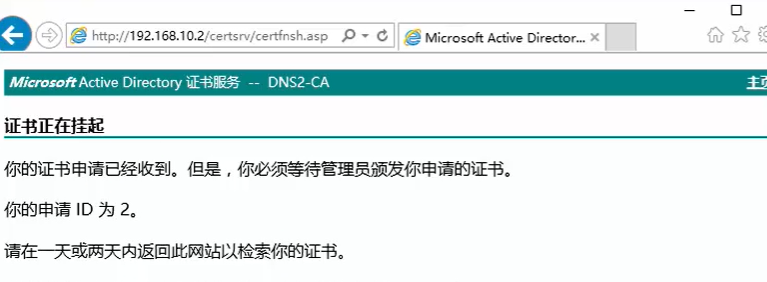 http://192.168.10.2/certsrv/certfnsh.asp
Microsoft Active Director...
Microsoft Active Directory 证书服务 -- DNS2-CA
主页
证书正在挂起
你的证书申请已经收到。但是，你必须等待管理员颁发你申请的证书。
你的申请 ID 为 2。
请在一天或两天内返回此网站以检索你的证书。